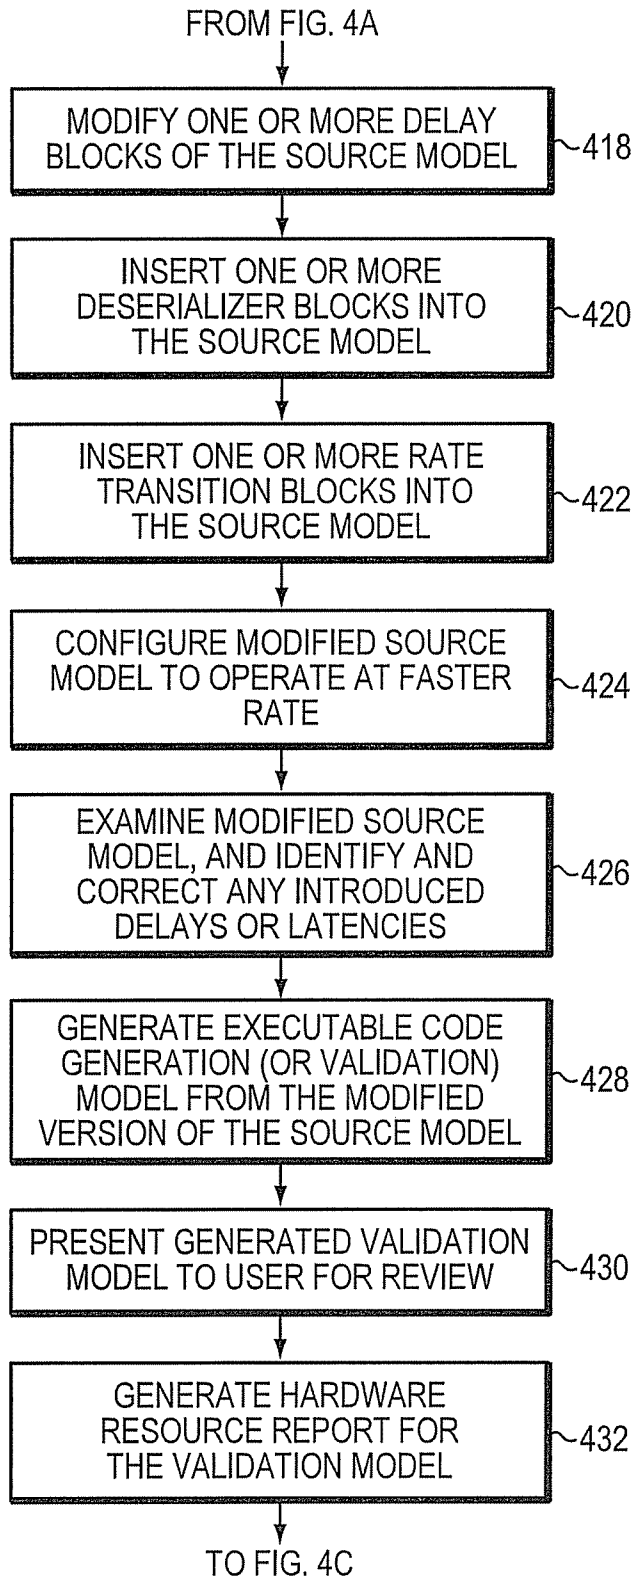 FROM FIG. 4A
MODIFY ONE OR MORE DELAY
BLOCKS OF THE SOURCE MODEL
418
INSERT ONE OR MORE
DESERIALIZER BLOCKS INTO
THE SOURCE MODEL
420
INSERT ONE OR MORE RATE
TRANSITION BLOCKS INTO
THE SOURCE MODEL
422
CONFIGURE MODIFIED SOURCE
MODEL TO OPERATE AT FASTER
RATE
424
EXAMINE MODIFIED SOURCE
MODEL, AND IDENTIFY AND
CORRECT ANY INTRODUCED
DELAYS OR LATENCIES
426
GENERATE EXECUTABLE CODE
GENERATION (OR VALIDATION)
MODEL FROM THE MODIFIED
VERSION OF THE SOURCE MODEL
428
PRESENT GENERATED VALIDATION
MODEL TO USER FOR REVIEW
430
GENERATE HARDWARE
RESOURCE REPORT FOR
THE VALIDATION MODEL
432
TO FIG. 4C